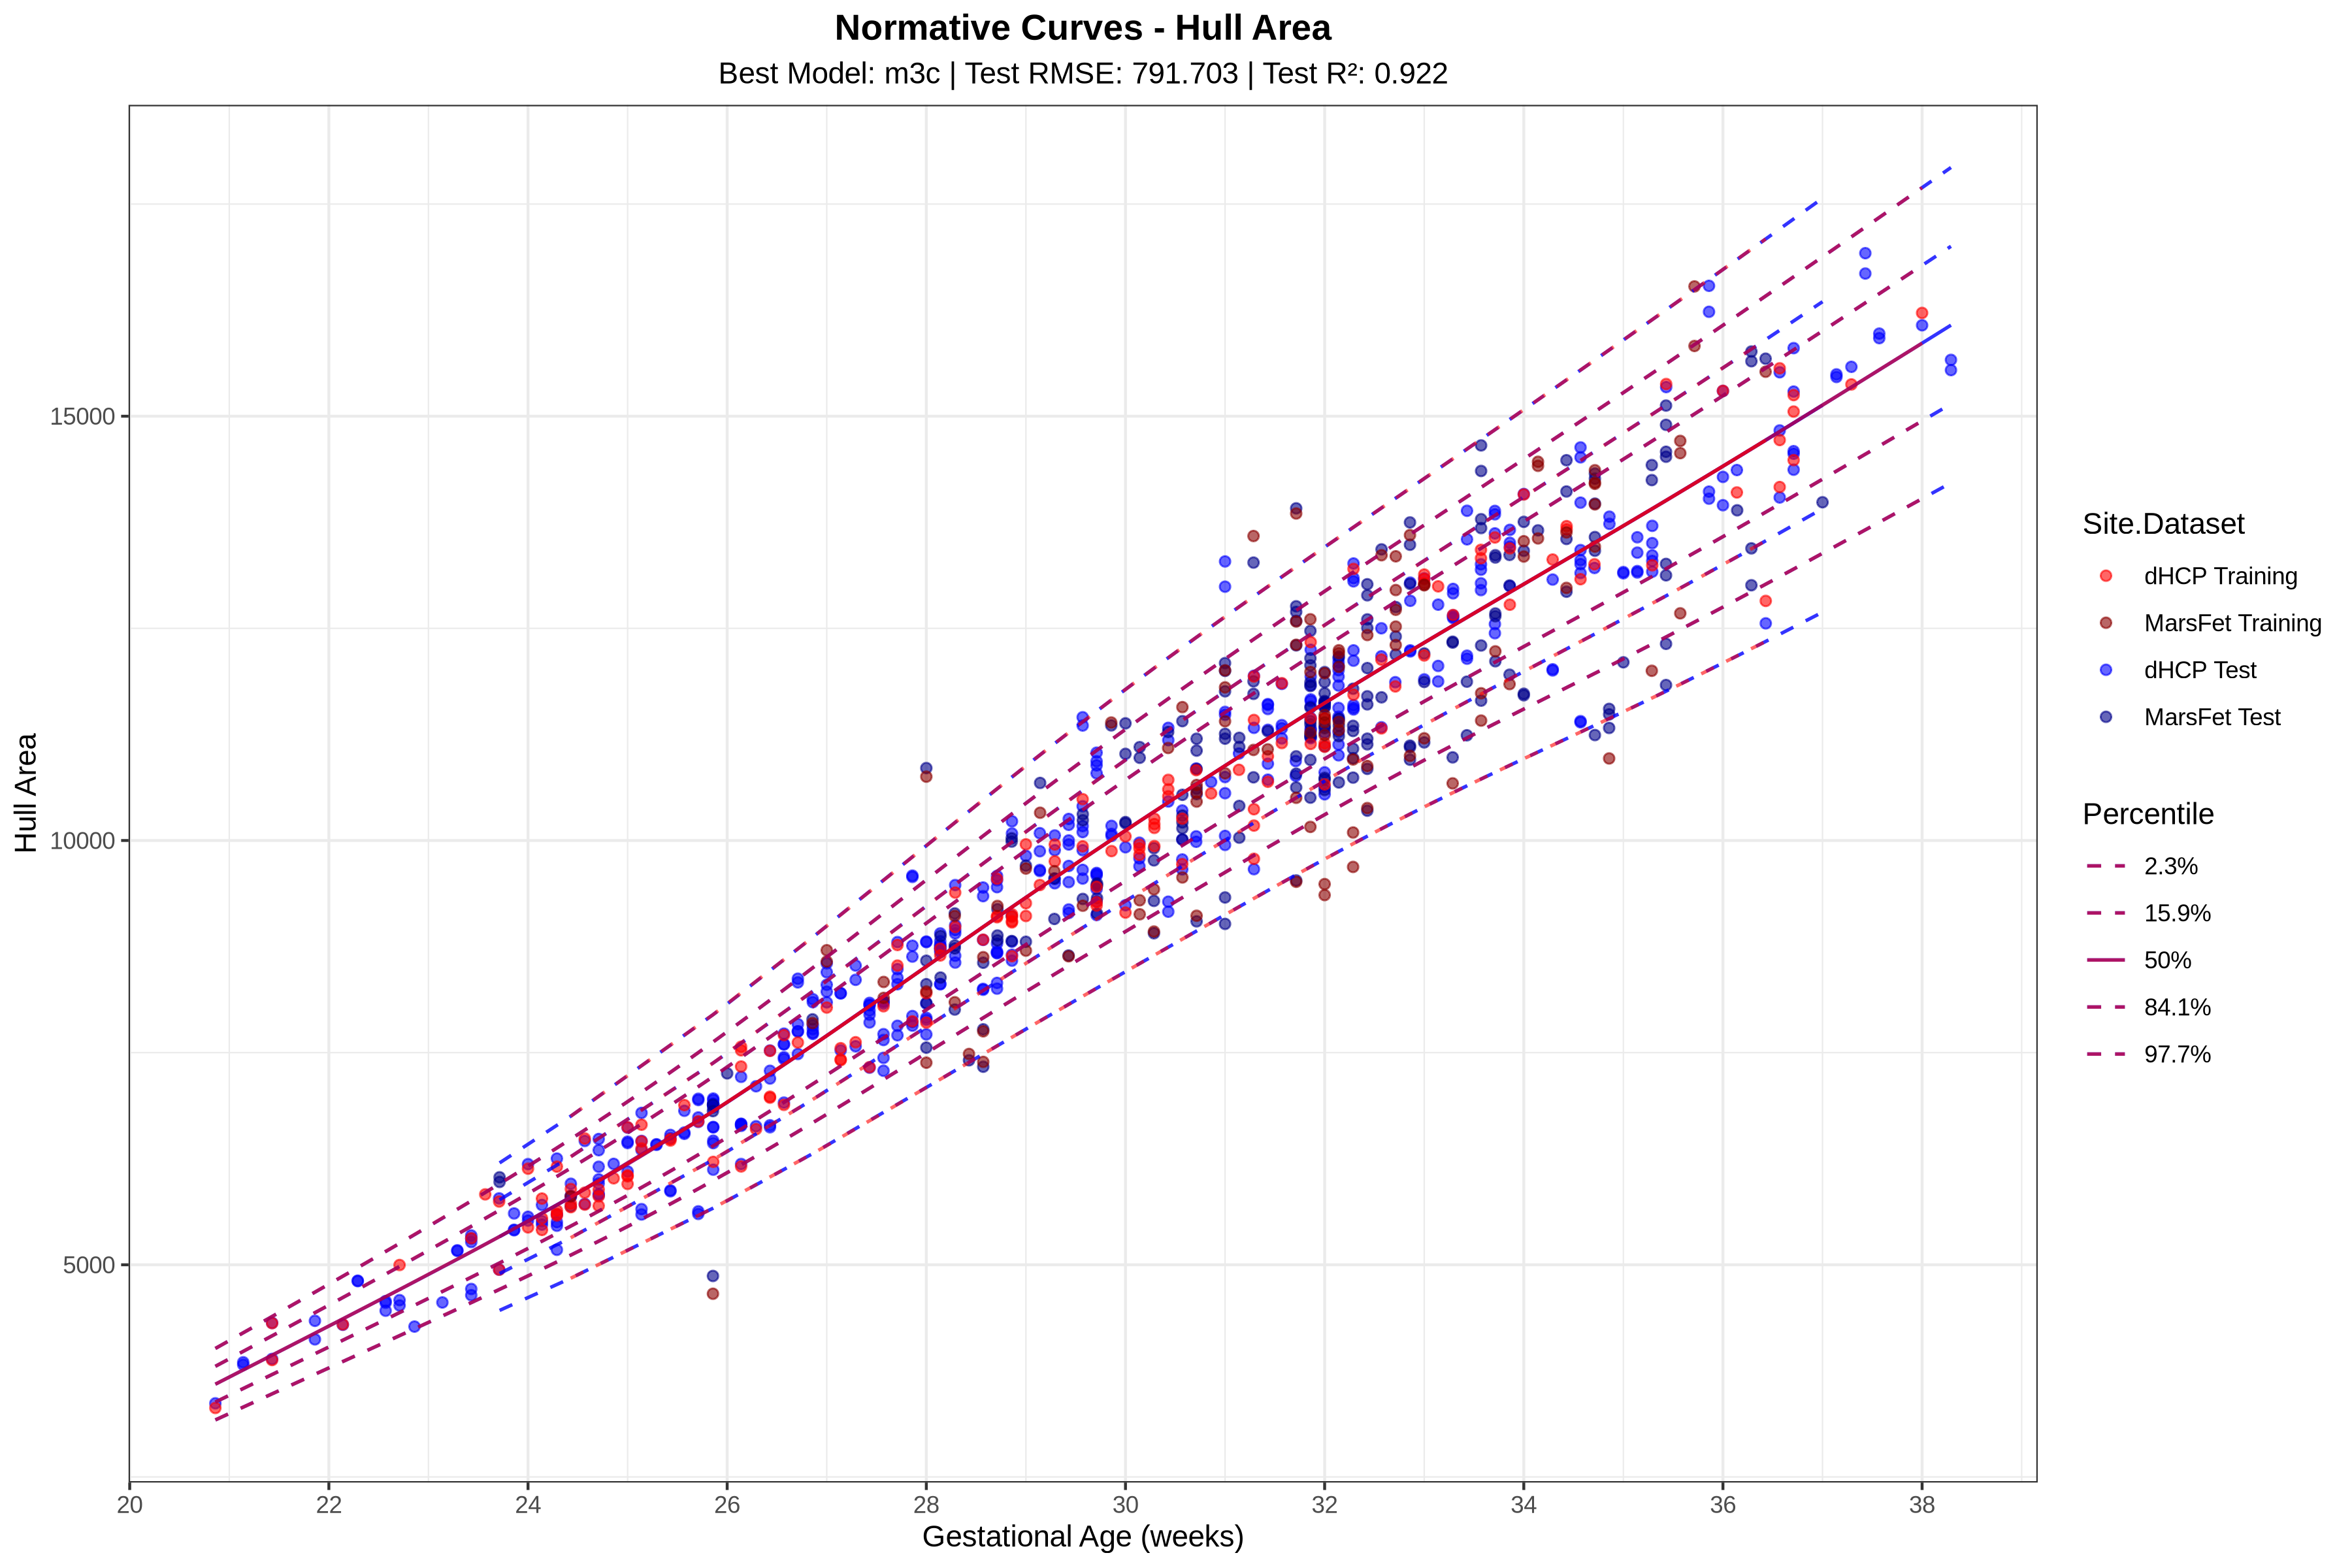 Normative Curves - Hull Area
Best Model: m3c | Test RMSE: 791.703 | Test R²: 0.922
Hull Area
15000
10000
5000
20 22 24 26 28 30 32 34 36 38
Gestational Age (weeks)
Site.Dataset
dHCP Training
MarsFet Training
dHCP Test
MarsFet Test
Percentile
2.3%
15.9%
50%
84.1%
97.7%